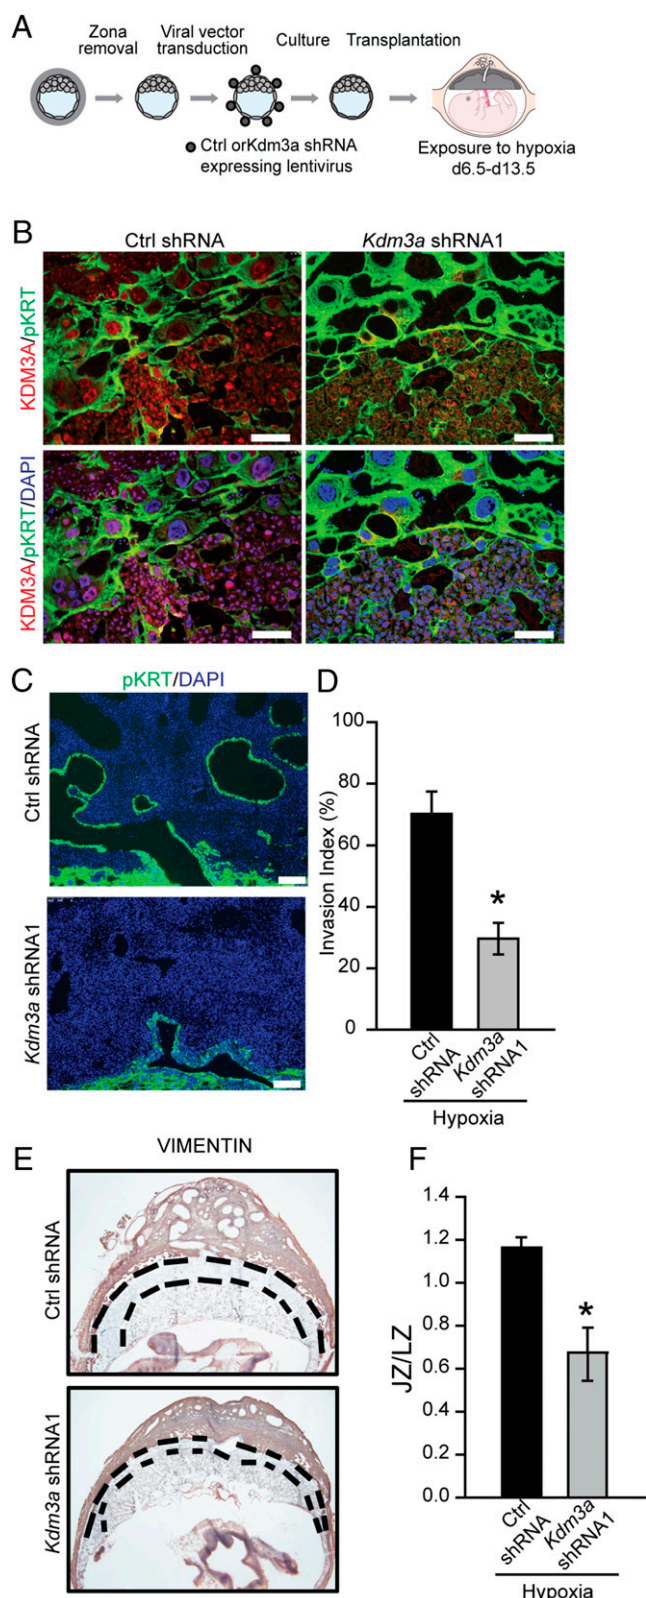 A
Zona
removal
Viral vector
transduction
Culture
Transplantation
Ctrl orKdm3a shRNA
expressing lentivirus
Exposure to hypoxia
d6.5-d13.5
B
Ctrl shRNA
Kdm3a shRNA1
KDM3A/pKRT
KDM3A/pKRT/DAPI
C
pKRT/DAPI
Ctrl shRNA
Kdm3a shRNA1
D
Invasion Index (%)
100
80
60
40
20
0
*
Ctrl
shRNA
Kdm3a
shRNA1
Hypoxia
E
VIMENTIN
Ctrl shRNA
Kdm3a shRNA1
F
JZ/LZ
1.4
1.2
1.0
0.8
0.6
0.4
0.2
0.0
*
Ctrl
shRNA
Kdm3a
shRNA1
Hypoxia